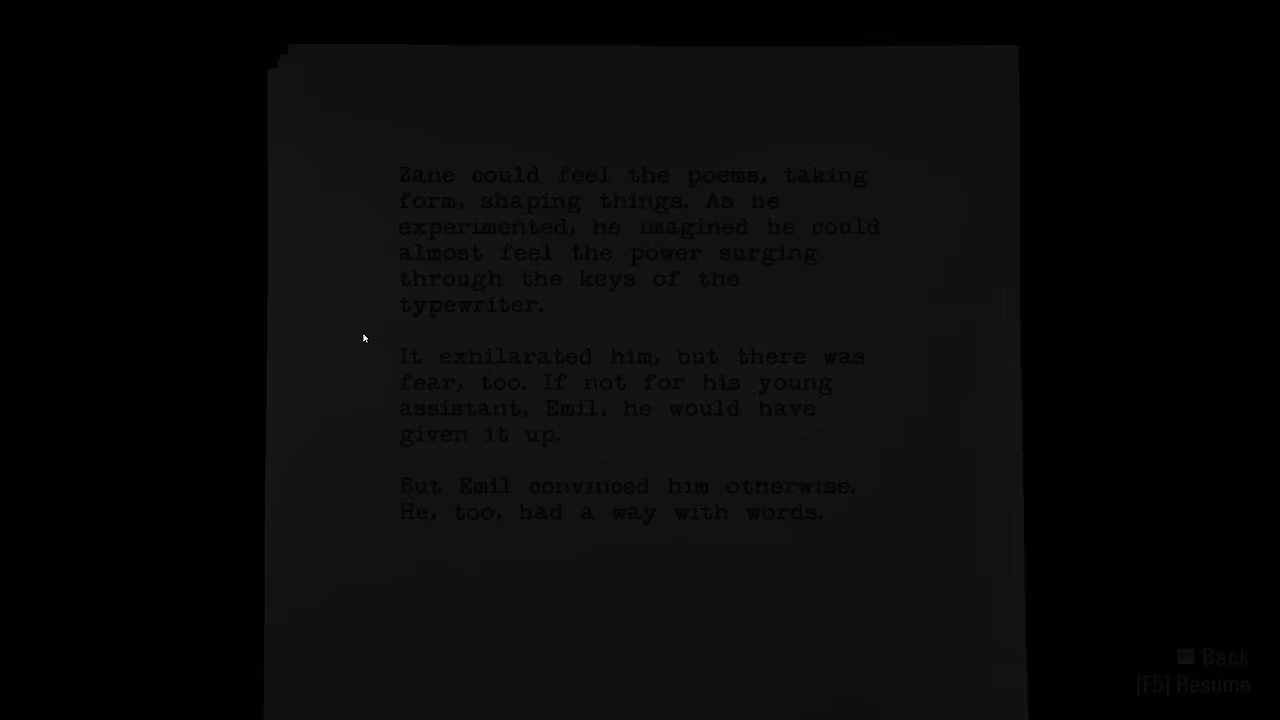 Zane could feel the poems, taking
form, shaping things. As he
experimented, he imagined he could
almost feel the power surging
through the keys of the
typewriter.
It exhilarated him, but there was
fear, too. If not for his young
assistant, Emil, he would have
given it up.
But Emil convinced him otherwise.
He, too, had a way with words.
Back
[F5] Resume